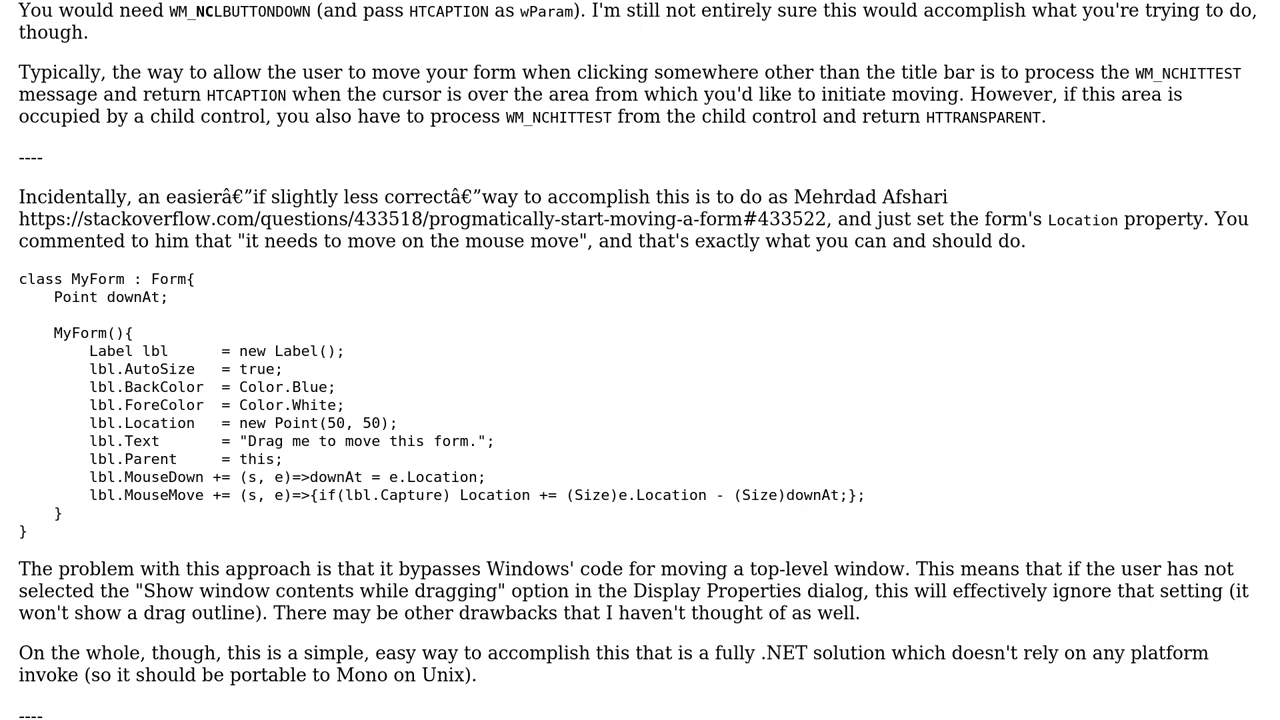 You would need WM_NCLBUTTONDOWN (and pass HTCAPTION as wParam). I'm still not entirely sure this would accomplish what you're trying to do,
though.
Typically, the way to allow the user to move your form when clicking somewhere other than the title bar is to process the WM_NCHITTEST
message and return HTCAPTION when the cursor is over the area from which you'd like to initiate moving. However, if this area is
occupied by a child control, you also have to process WM_NCHITTEST from the child control and return HTTRANSPARENT.
----
Incidentally, an easierâ€”if slightly less correctâ€”way to accomplish this is to do as Mehrdad Afshari
https://stackoverflow.com/questions/433518/progmatically-start-moving-a-form#433522, and just set the form's Location property. You
commented to him that "it needs to move on the mouse move", and that's exactly what you can and should do.
class MyForm : Form{
    Point downAt;
    MyForm(){
        Label lbl      = new Label();
        lbl.AutoSize   = true;
        lbl.BackColor  = Color.Blue;
        lbl.ForeColor  = Color.White;
        lbl.Location   = new Point(50, 50);
        lbl.Text       = "Drag me to move this form.";
        lbl.Parent     = this;
        lbl.MouseDown += (s, e)=>downAt = e.Location;
        lbl.MouseMove += (s, e)=>{if(lbl.Capture) Location += (Size)e.Location - (Size)downAt;};
    }
}
The problem with this approach is that it bypasses Windows' code for moving a top-level window. This means that if the user has not
selected the "Show window contents while dragging" option in the Display Properties dialog, this will effectively ignore that setting (it
won't show a drag outline). There may be other drawbacks that I haven't thought of as well.
On the whole, though, this is a simple, easy way to accomplish this that is a fully .NET solution which doesn't rely on any platform
invoke (so it should be portable to Mono on Unix).
----